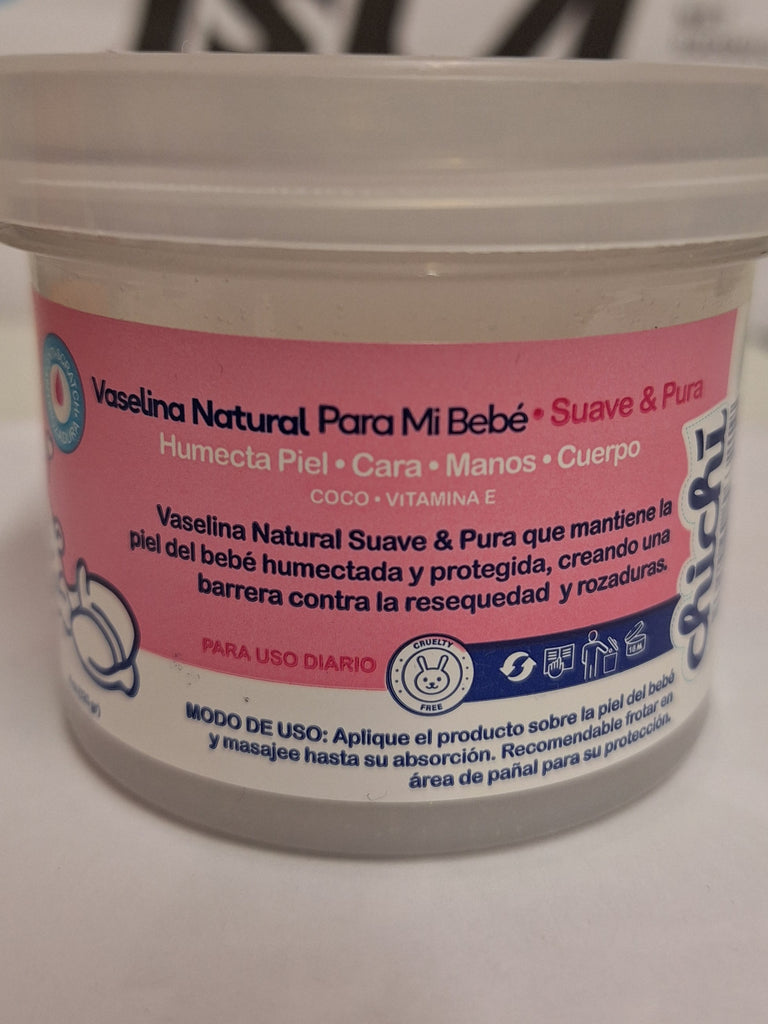 Vaselina Natural Para Mi Bebé • Suave & Pura
Humecta Piel • Cara • Manos • Cuerpo
COCO • VITAMINA E
Vaselina Natural Suave & Pura que mantiene la
piel del bebé humectada y protegida, creando una
barrera contra la resequedad y rozaduras.
chichī
PARA USO DIARIO
CRUELTY
FREE
18 M
MODO DE USO: Aplique el producto sobre la piel del bebé
y masajee hasta su absorción. Recomendable frotar en
área de pañal para su protección.